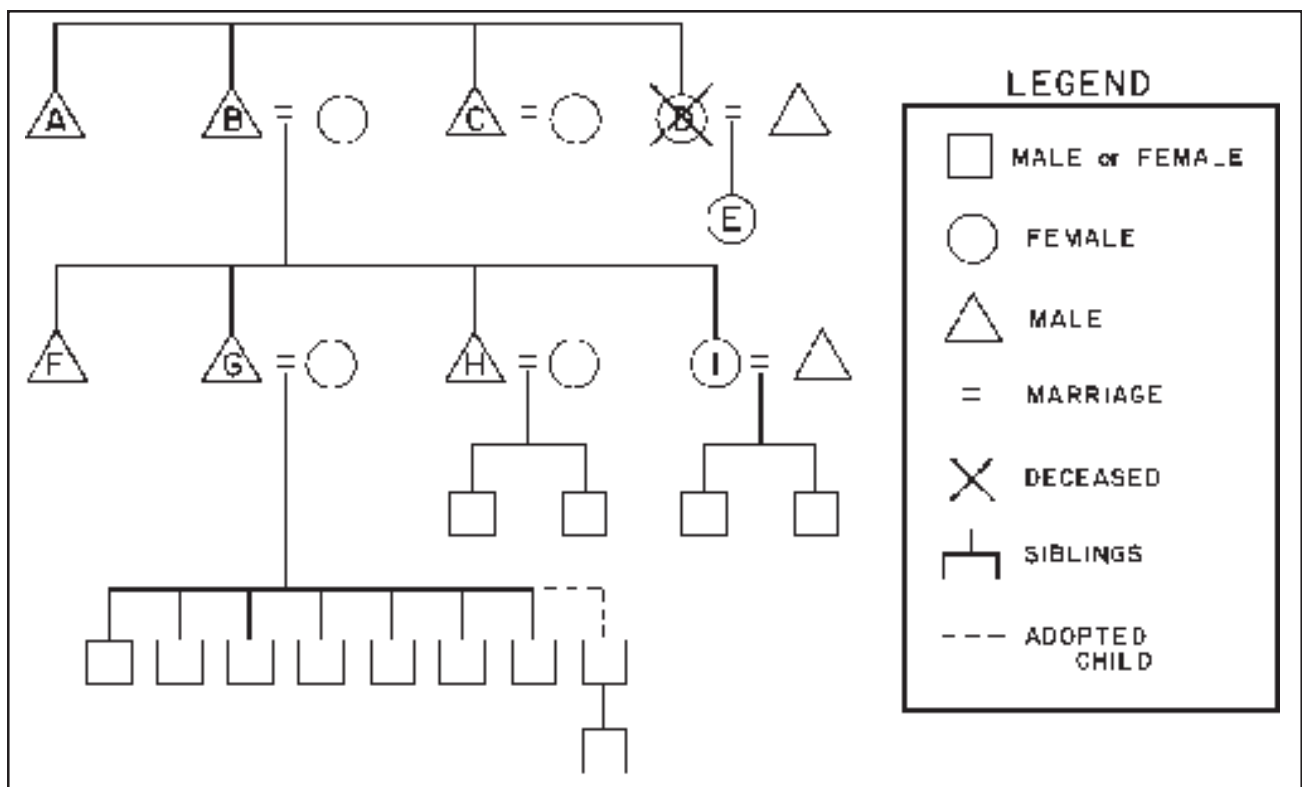 LEGEND
A = B = C = D =
MALE or FEMALE
E
FEMALE
MALE
F G = H = I =
= MARRIAGE
DECEASED
SIBLINGS
ADOPTED
CHILD